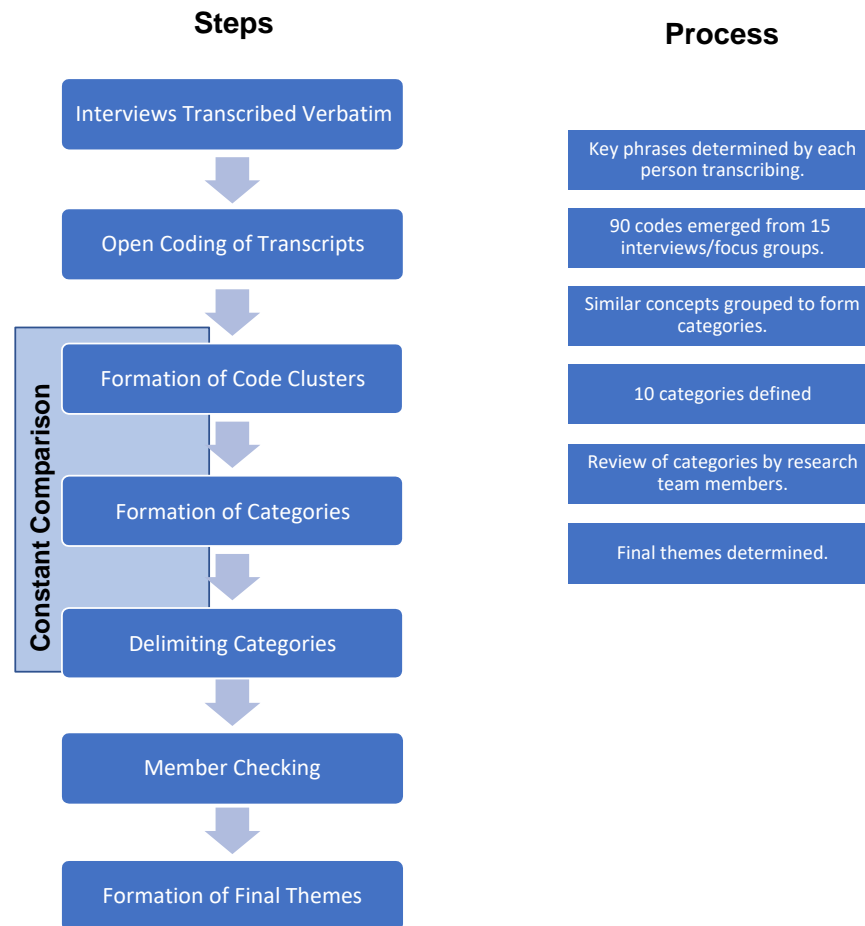 Steps
Interviews Transcribed Verbatim
Open Coding of Transcripts
Constant Comparison
Formation of Code Clusters
Formation of Categories
Delimiting Categories
Member Checking
Formation of Final Themes
Process
Key phrases determined by each
person transcribing.
90 codes emerged from 15
interviews/focus groups.
Similar concepts grouped to form
categories.
10 categories defined
Review of categories by research
team members.
Final themes determined.